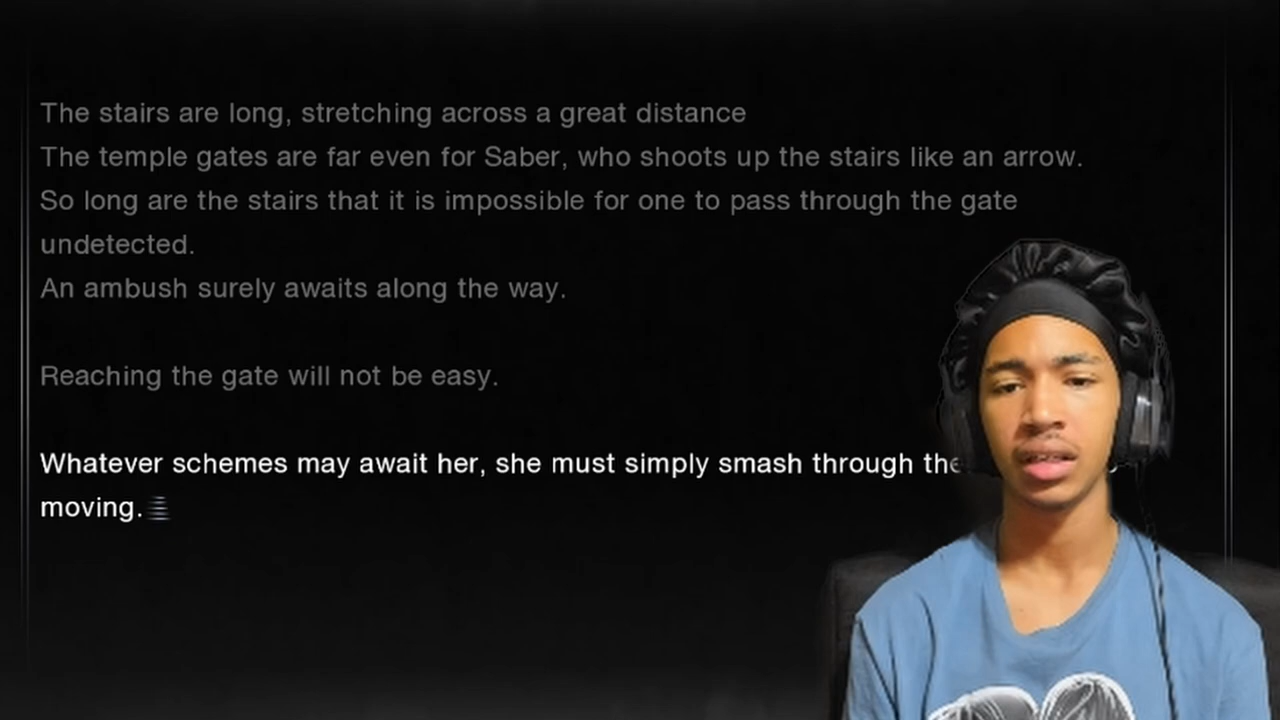 The stairs are long, stretching across a great distance
The temple gates are far even for Saber, who shoots up the stairs like an arrow.
So long are the stairs that it is impossible for one to pass through the gate
undetected.
An ambush surely awaits along the way.
Reaching the gate will not be easy.
Whatever schemes may await her, she must simply smash through
moving.